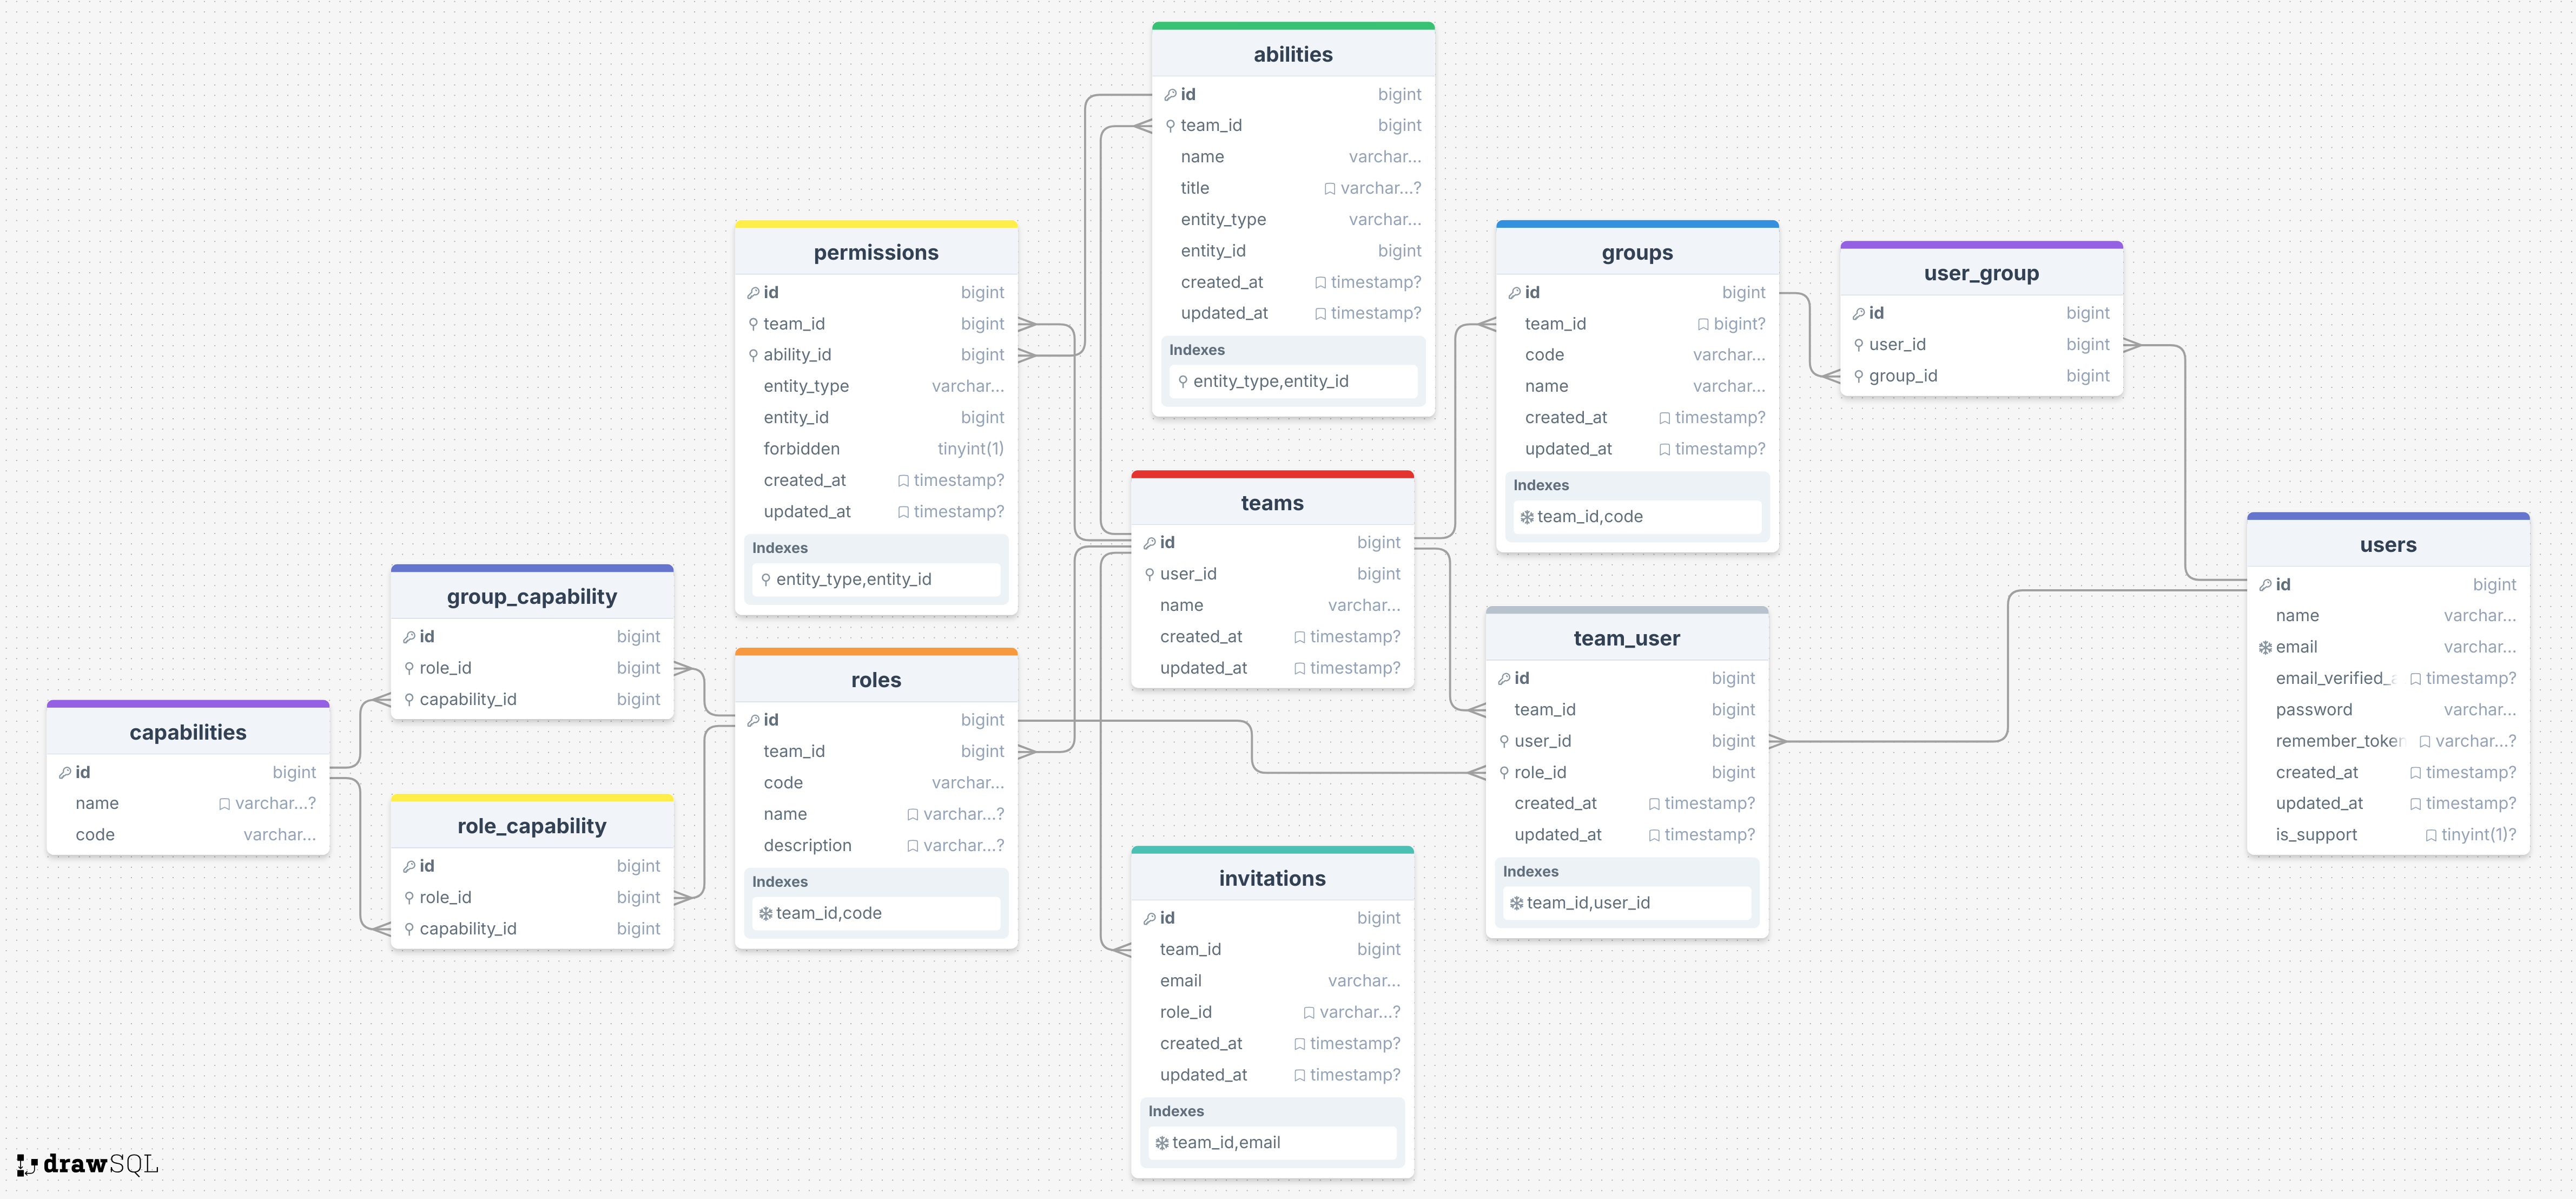 abilities
id bigint
team_id bigint
name varchar...
title varchar...?
entity_type varchar...
entity_id bigint
created_at timestamp?
updated_at timestamp?
Indexes
entity_type,entity_id
permissions
id bigint
team_id bigint
ability_id bigint
entity_type varchar...
entity_id bigint
forbidden tinyint(1)
created_at timestamp?
updated_at timestamp?
Indexes
entity_type,entity_id
groups
id bigint
team_id bigint?
code varchar...
name varchar...
created_at timestamp?
updated_at timestamp?
Indexes
team_id,code
user_group
id bigint
user_id bigint
group_id bigint
teams
id bigint
user_id bigint
name varchar...
created_at timestamp?
updated_at timestamp?
users
id bigint
name varchar...
email varchar...
email_verified_a timestamp?
password varchar...
remember_token varchar...?
created_at timestamp?
updated_at timestamp?
is_support tinyint(1)?
group_capability
id bigint
role_id bigint
capability_id bigint
team_user
id bigint
team_id bigint
user_id bigint
role_id bigint
created_at timestamp?
updated_at timestamp?
Indexes
team_id,user_id
roles
id bigint
team_id bigint
code varchar...
name varchar...?
description varchar...?
Indexes
team_id,code
capabilities
id bigint
name varchar...?
code varchar...
role_capability
id bigint
role_id bigint
capability_id bigint
invitations
id bigint
team_id bigint
email varchar...
role_id varchar...?
created_at timestamp?
updated_at timestamp?
Indexes
team_id,email
drawSQL